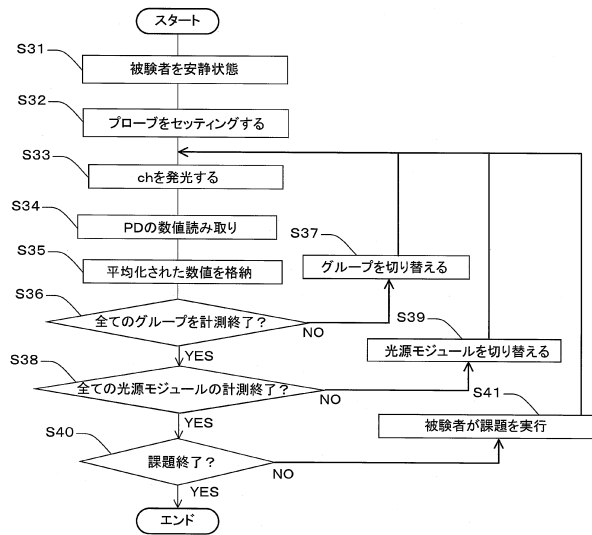 スタート
S31
被験者を安静状態
S32
プローブをセッティングする
S33
chを発光する
S34
PDの数値読み取り
S35
平均化された数値を格納
S36
全てのグループを計測終了?
NO
S37
グループを切り替える
YES
S38
全ての光源モジュールの計測終了?
NO
S39
光源モジュールを切り替える
YES
S40
課題終了?
NO
S41
被験者が課題を実行
YES
エンド